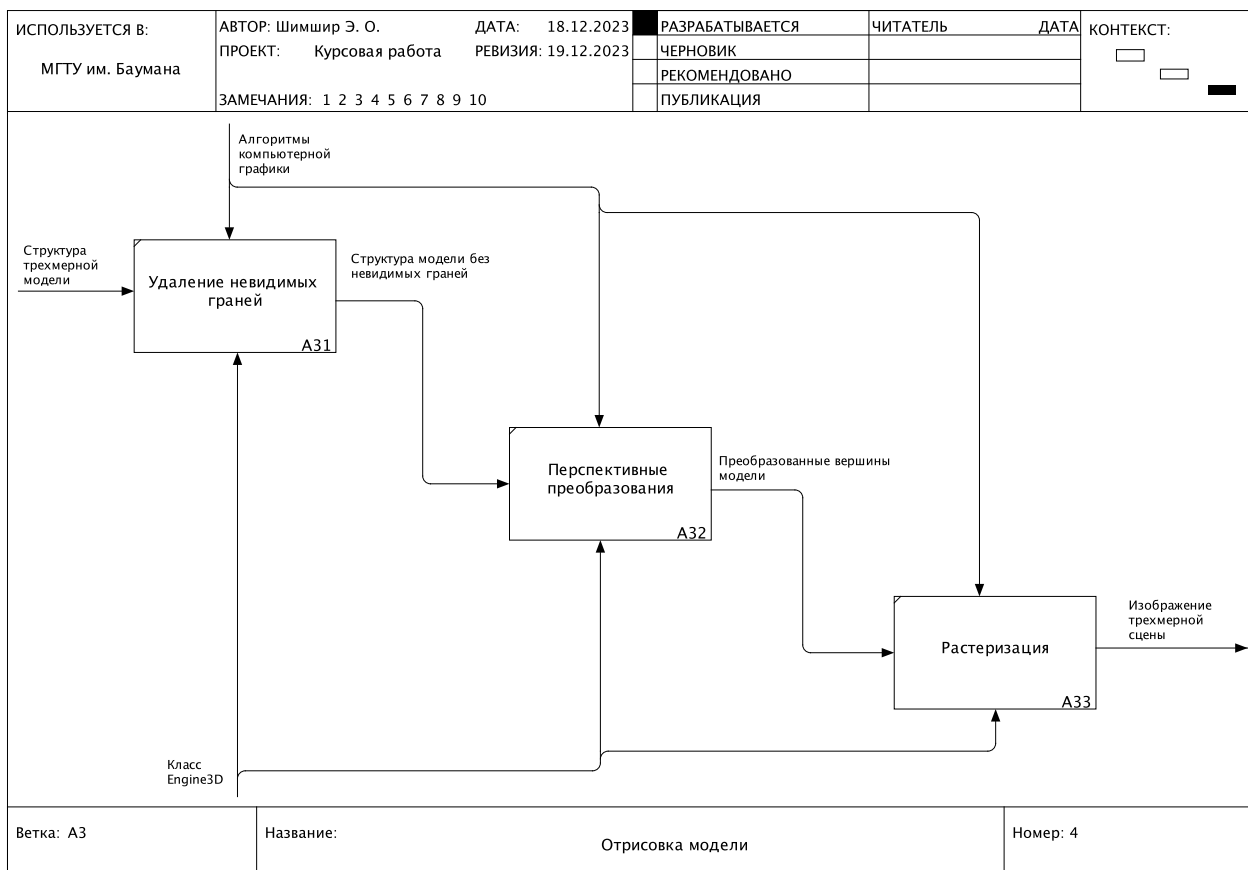 ИСПОЛЬЗУЕТСЯ В:
МГТУ им. Баумана
АВТОР: Шимшир Э. О.
ДАТА: 18.12.2023
ПРОЕКТ: Курсовая работа
РЕВИЗИЯ: 19.12.2023
ЗАМЕЧАНИЯ: 1 2 3 4 5 6 7 8 9 10
РАЗРАБАТЫВАЕТСЯ
ЧЕРНОВИК
РЕКОМЕНДОВАНО
ПУБЛИКАЦИЯ
ЧИТАТЕЛЬ
ДАТА
КОНТЕКСТ:
Алгоритмы
компьютерной
графики
Структура
трехмерной
модели
Удаление невидимых
граней
A31
Структура модели без
невидимых граней
Перспективные
преобразования
A32
Преобразованные вершины
модели
Растеризация
A33
Изображение
трехмерной
сцены
Класс
Engine3D
Ветка: A3
Название:
Отрисовка модели
Номер: 4